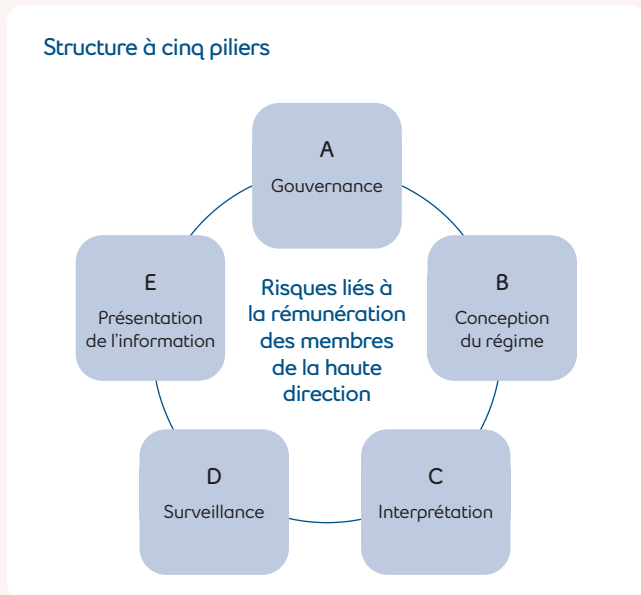 Structure à cinq piliers
A
Gouvernance
B
Conception
du régime
C
Interprétation
D
Surveillance
E
Présentation
de l'information
Risques liés à
la rémunération
des membres
de la haute
direction